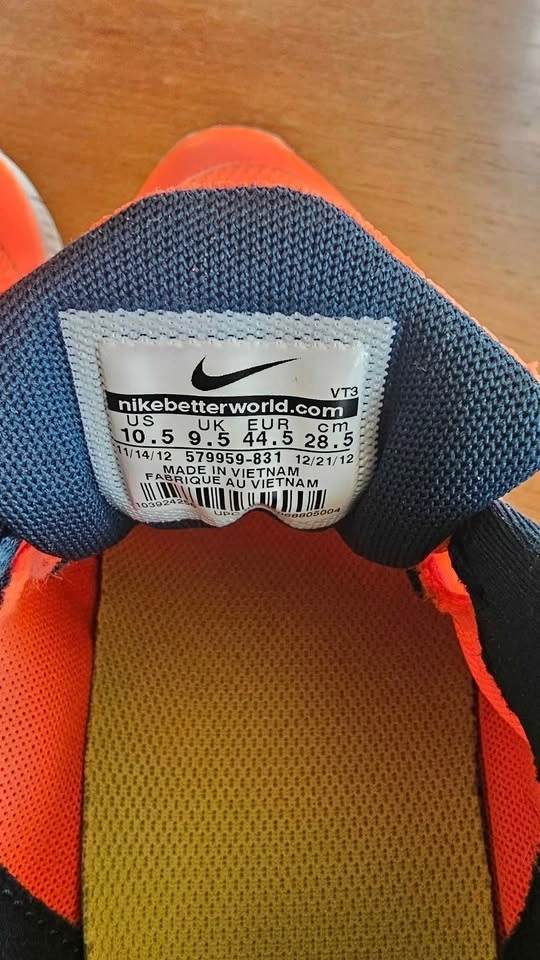 VT3
nikebetterworld.com
US UK EUR cm
10.5 9.5 44.5 28.5
11/14/12 579959-831 12/21/12
MADE IN VIETNAM
FABRIQUE AU VIETNAM
UPC